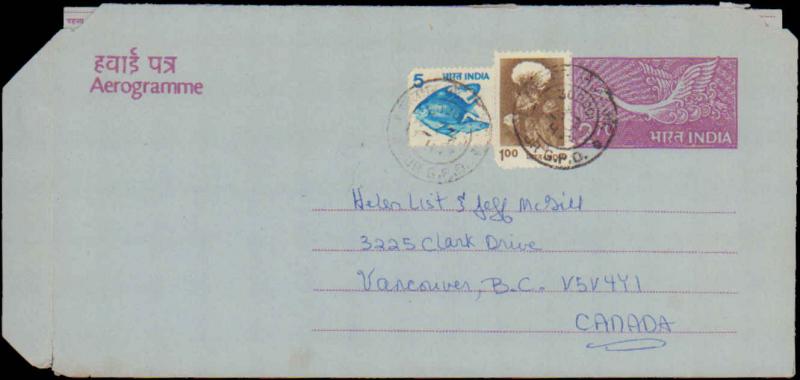 हवाई पत्र
Aerogramme
5 भारत INDIA
1.00
भारत INDIA
G.P.O.
G.P.O.
Helen List & Jeff McGill
3225 Clark Drive
Vancouver, B.C. V5V4Y1
CANADA